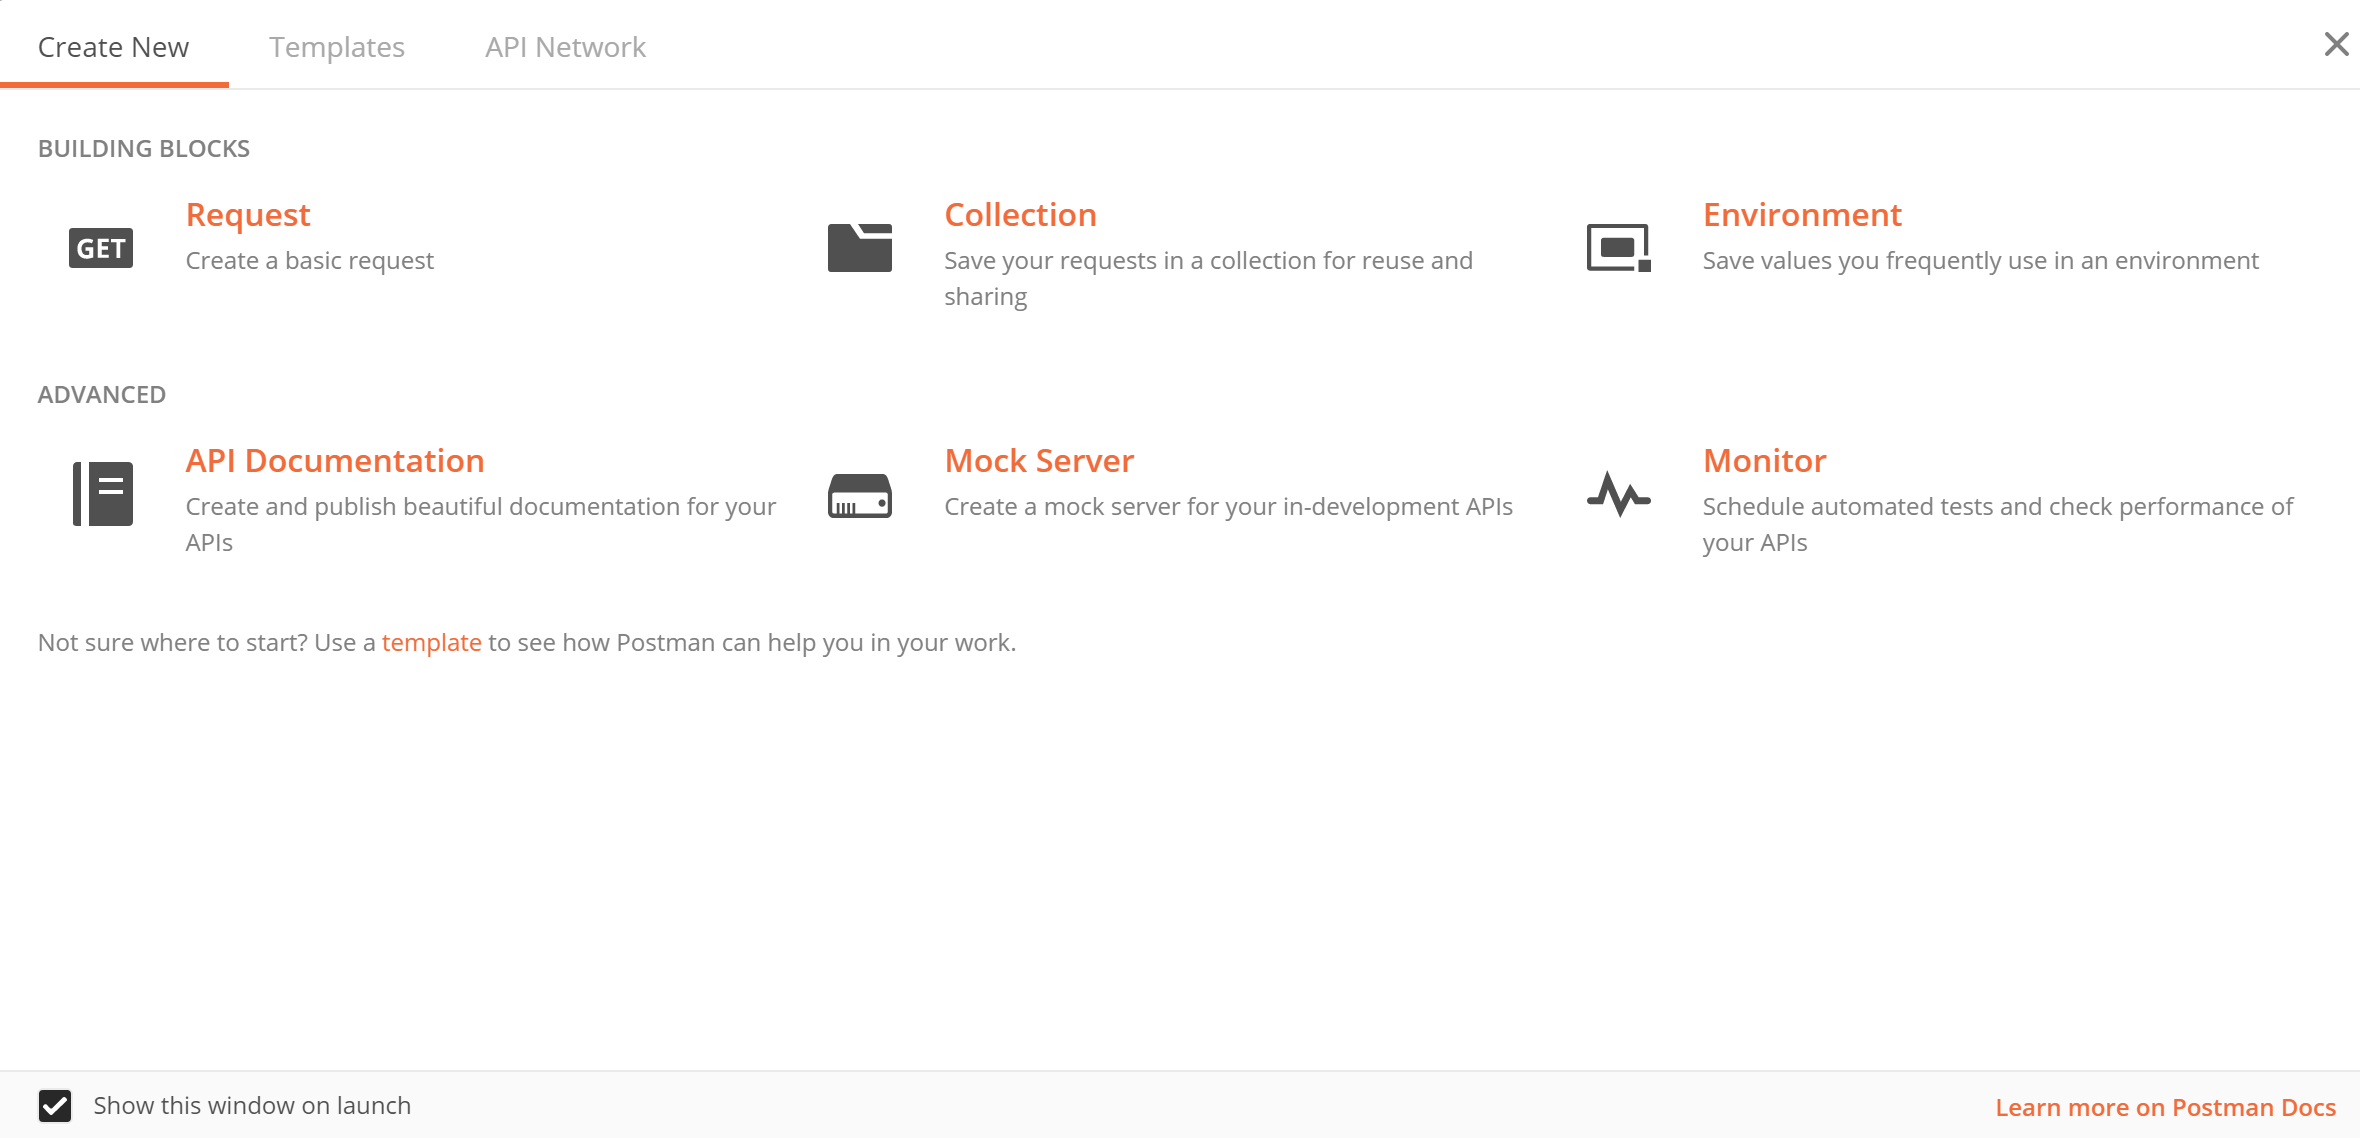 Create New
Templates
API Network
BUILDING BLOCKS
GET
Request
Create a basic request
Collection
Save your requests in a collection for reuse and
sharing
Environment
Save values you frequently use in an environment
ADVANCED
API Documentation
Create and publish beautiful documentation for your
APIs
Mock Server
Create a mock server for your in-development APIs
Monitor
Schedule automated tests and check performance of
your APIs
Not sure where to start? Use a template to see how Postman can help you in your work.
Show this window on launch
Learn more on Postman Docs